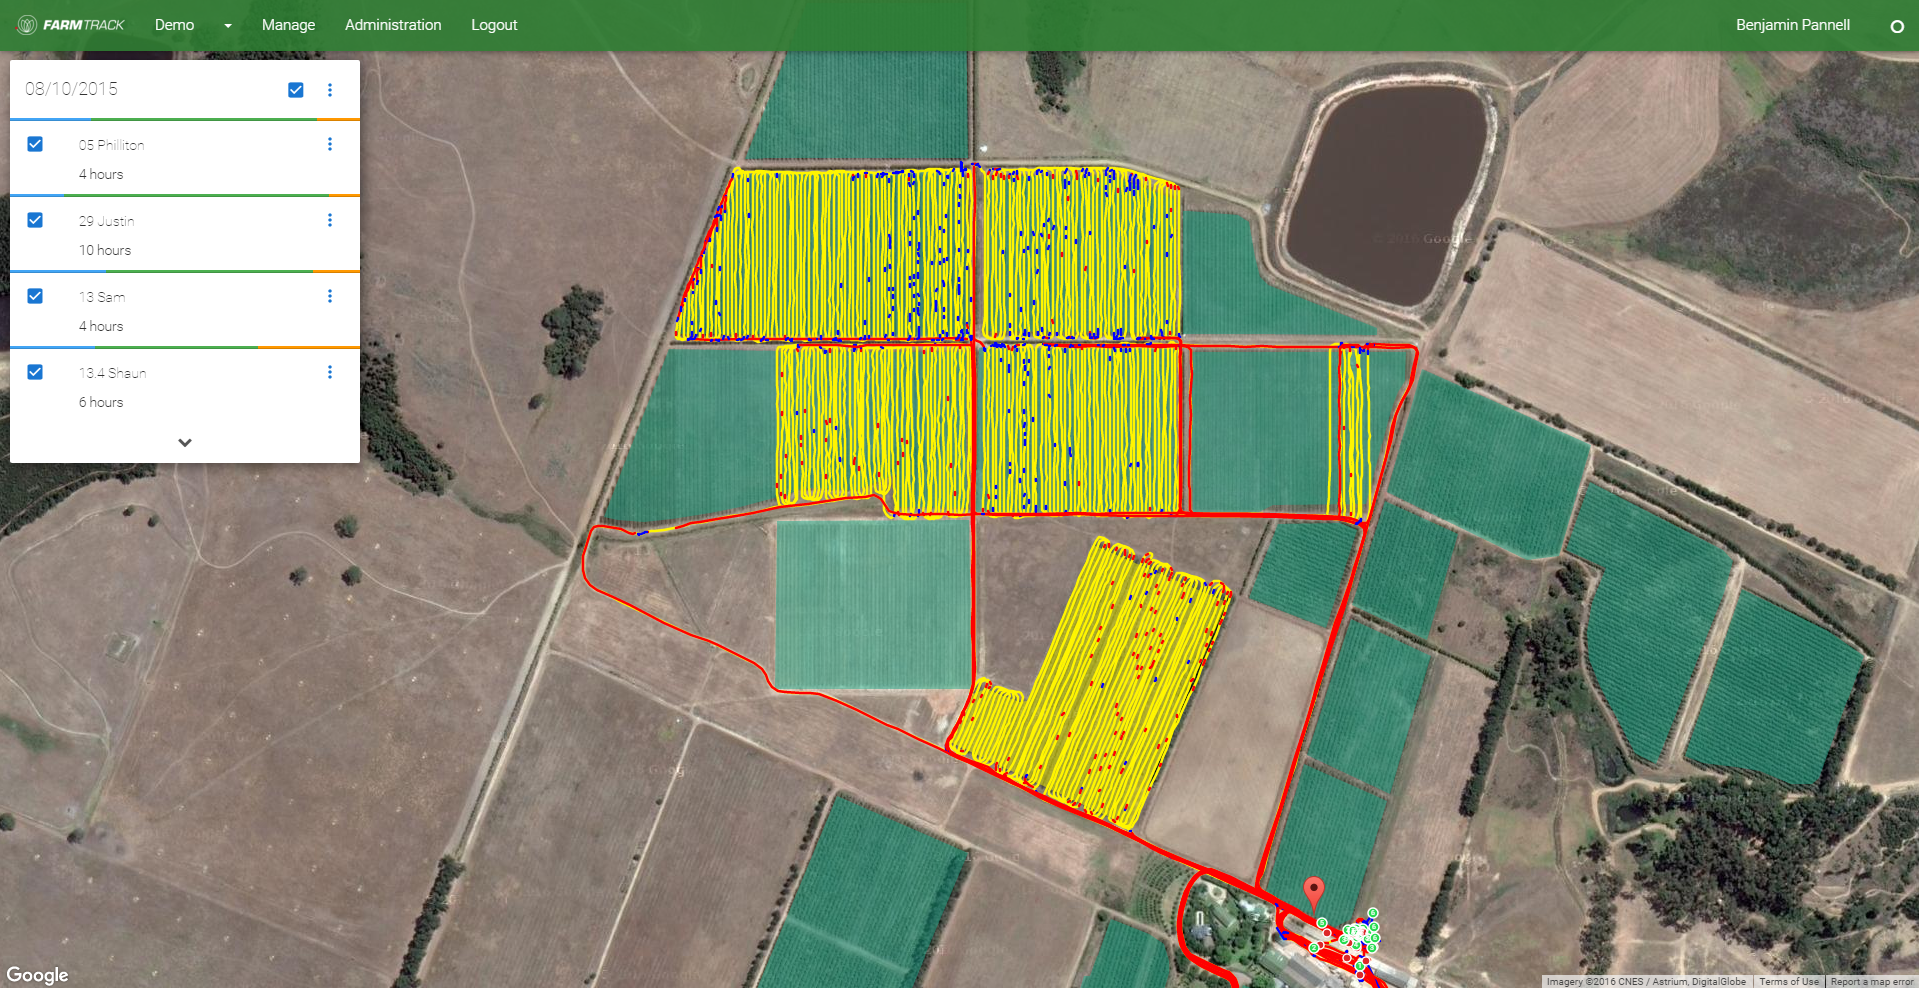 FARMTRACK Demo Manage Administration Logout Benjamin Pannell
08/10/2015
05 Philliton
4 hours
29 Justin
10 hours
13 Sam
4 hours
13.4 Shaun
6 hours
© 2016 Google
Google
Imagery ©2016 CNES / Astrium, DigitalGlobe Terms of Use Report a map error